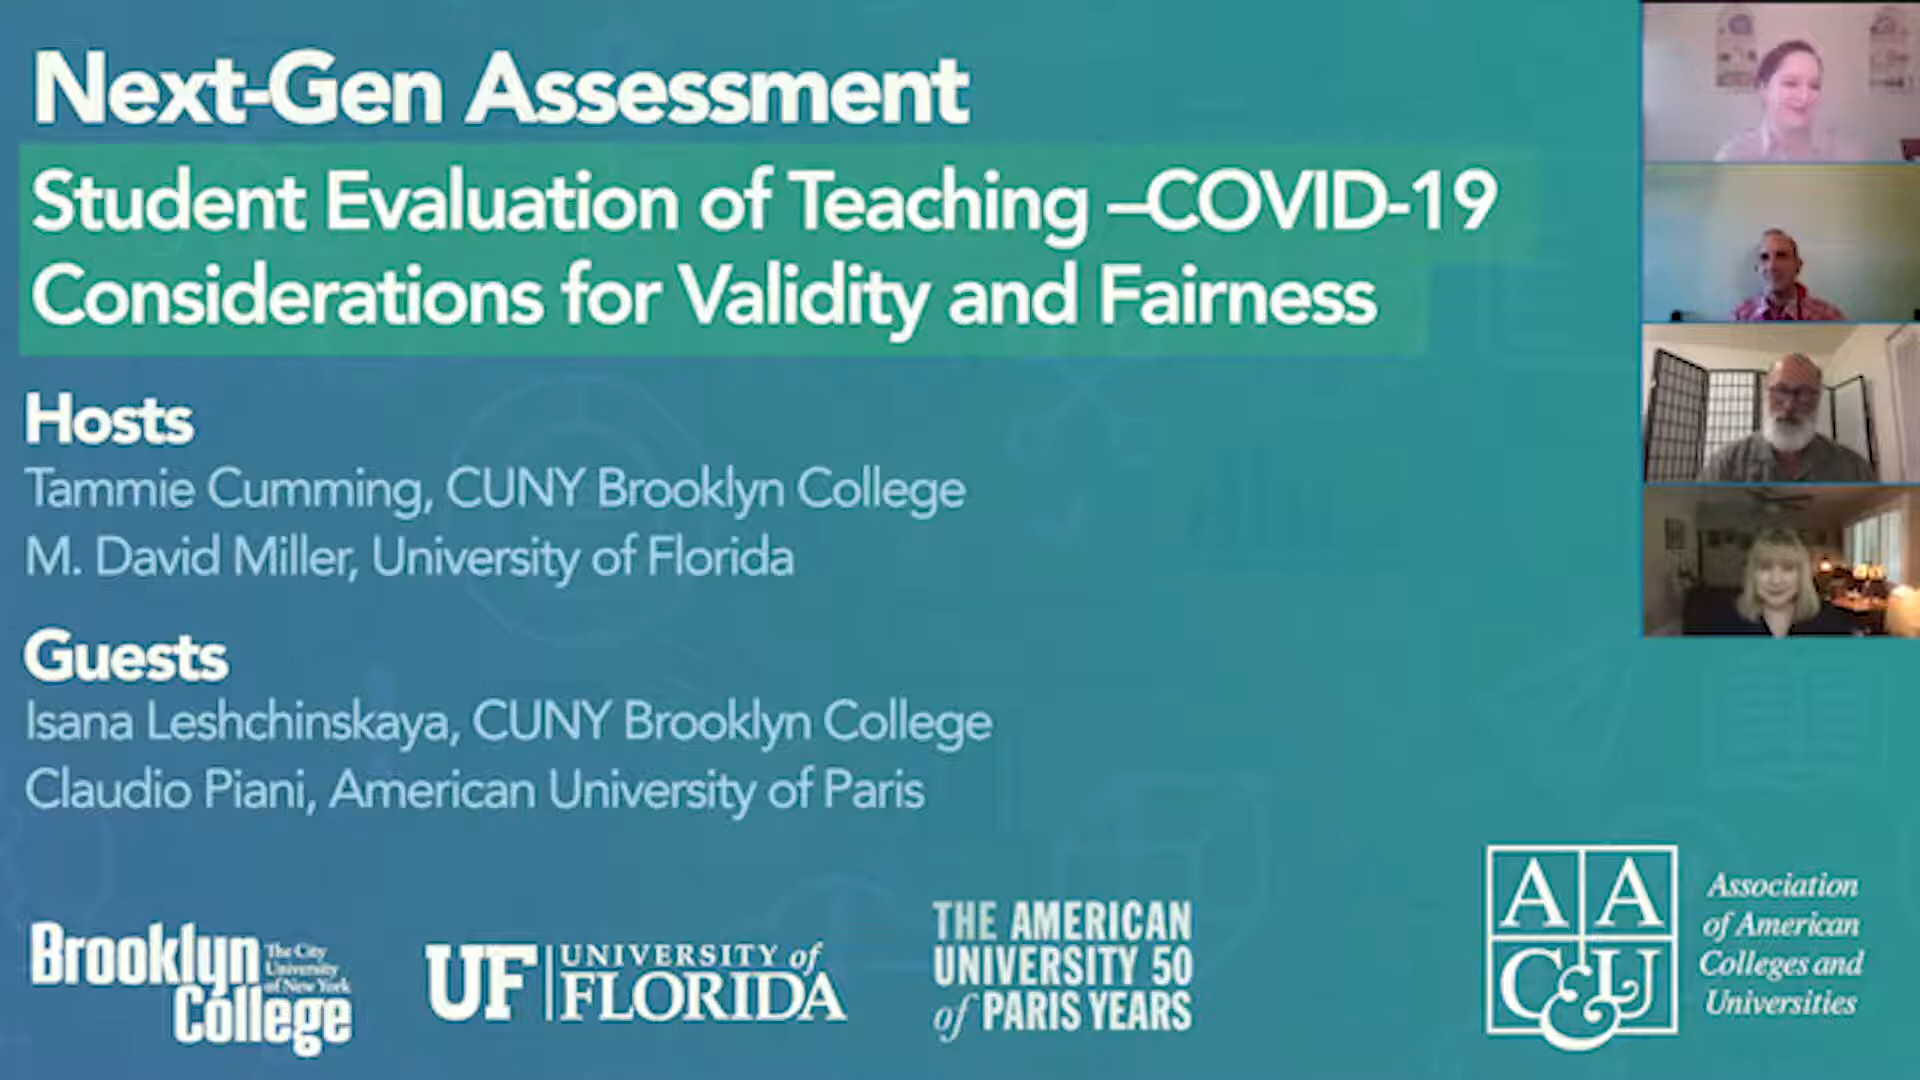 Next-Gen Assessment
Student Evaluation of Teaching –COVID-19
Considerations for Validity and Fairness
Hosts
Tammie Cumming, CUNY Brooklyn College
M. David Miller, University of Florida
Guests
Isana Leshchinskaya, CUNY Brooklyn College
Claudio Piani, American University of Paris
Brooklyn
College
The City
University
of New York
UF
UNIVERSITY of
FLORIDA
THE AMERICAN
UNIVERSITY 50
of PARIS YEARS
AA
C&U
Association
of American
Colleges and
Universities